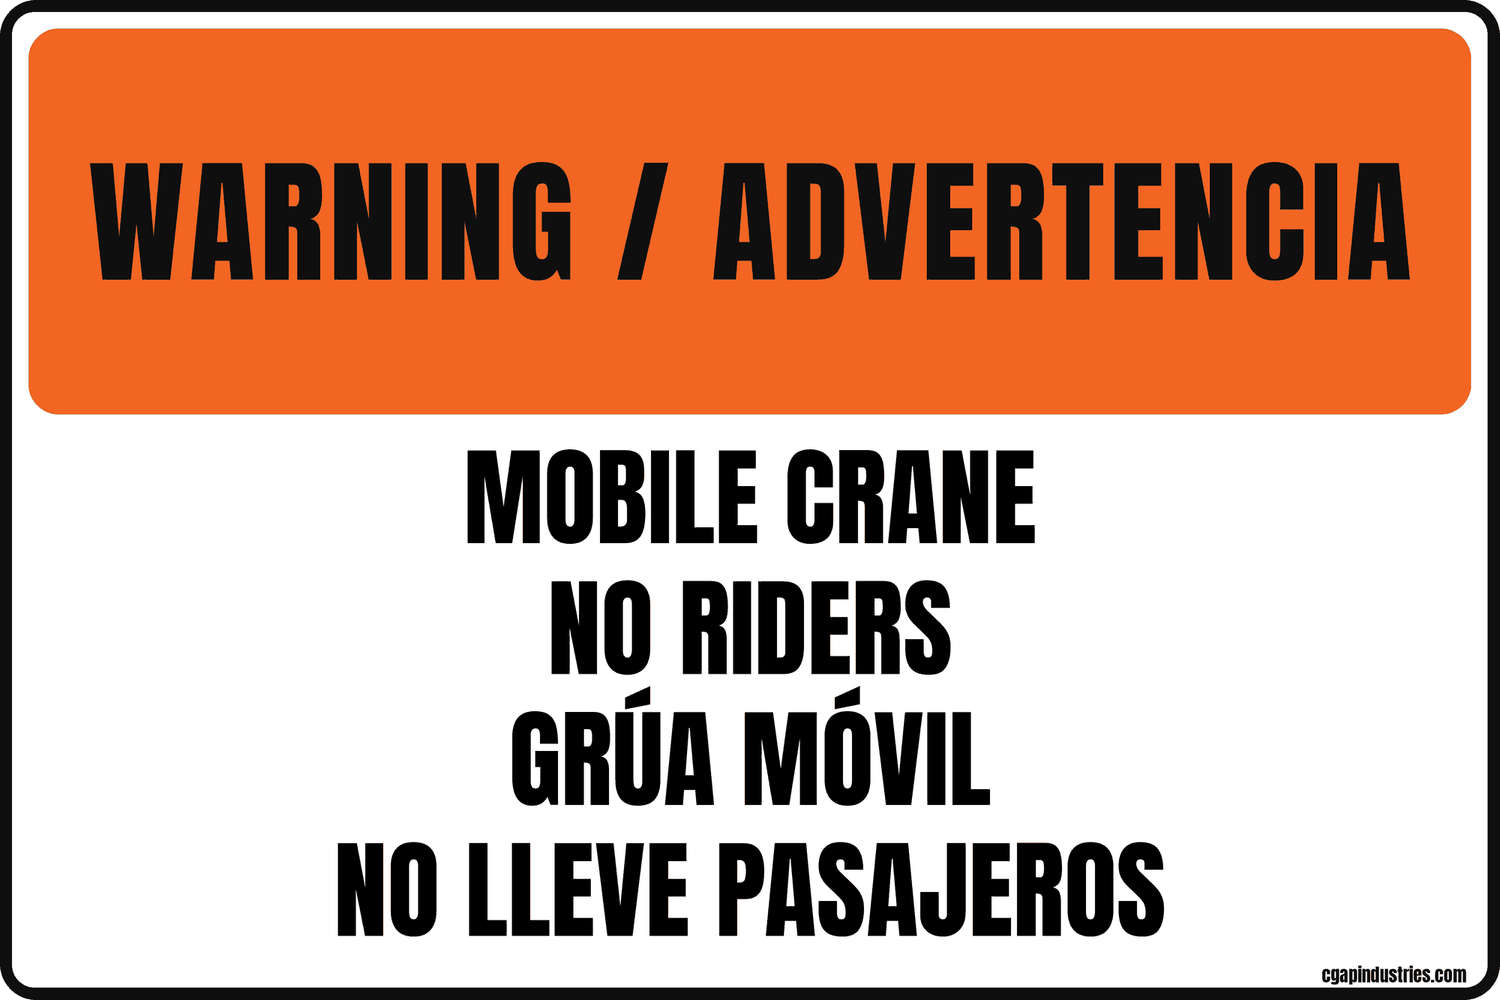 WARNING / ADVERTENCIA
MOBILE CRANE
NO RIDERS
GRÚA MÓVIL
NO LLEVE PASAJEROS
cgapindustries.com